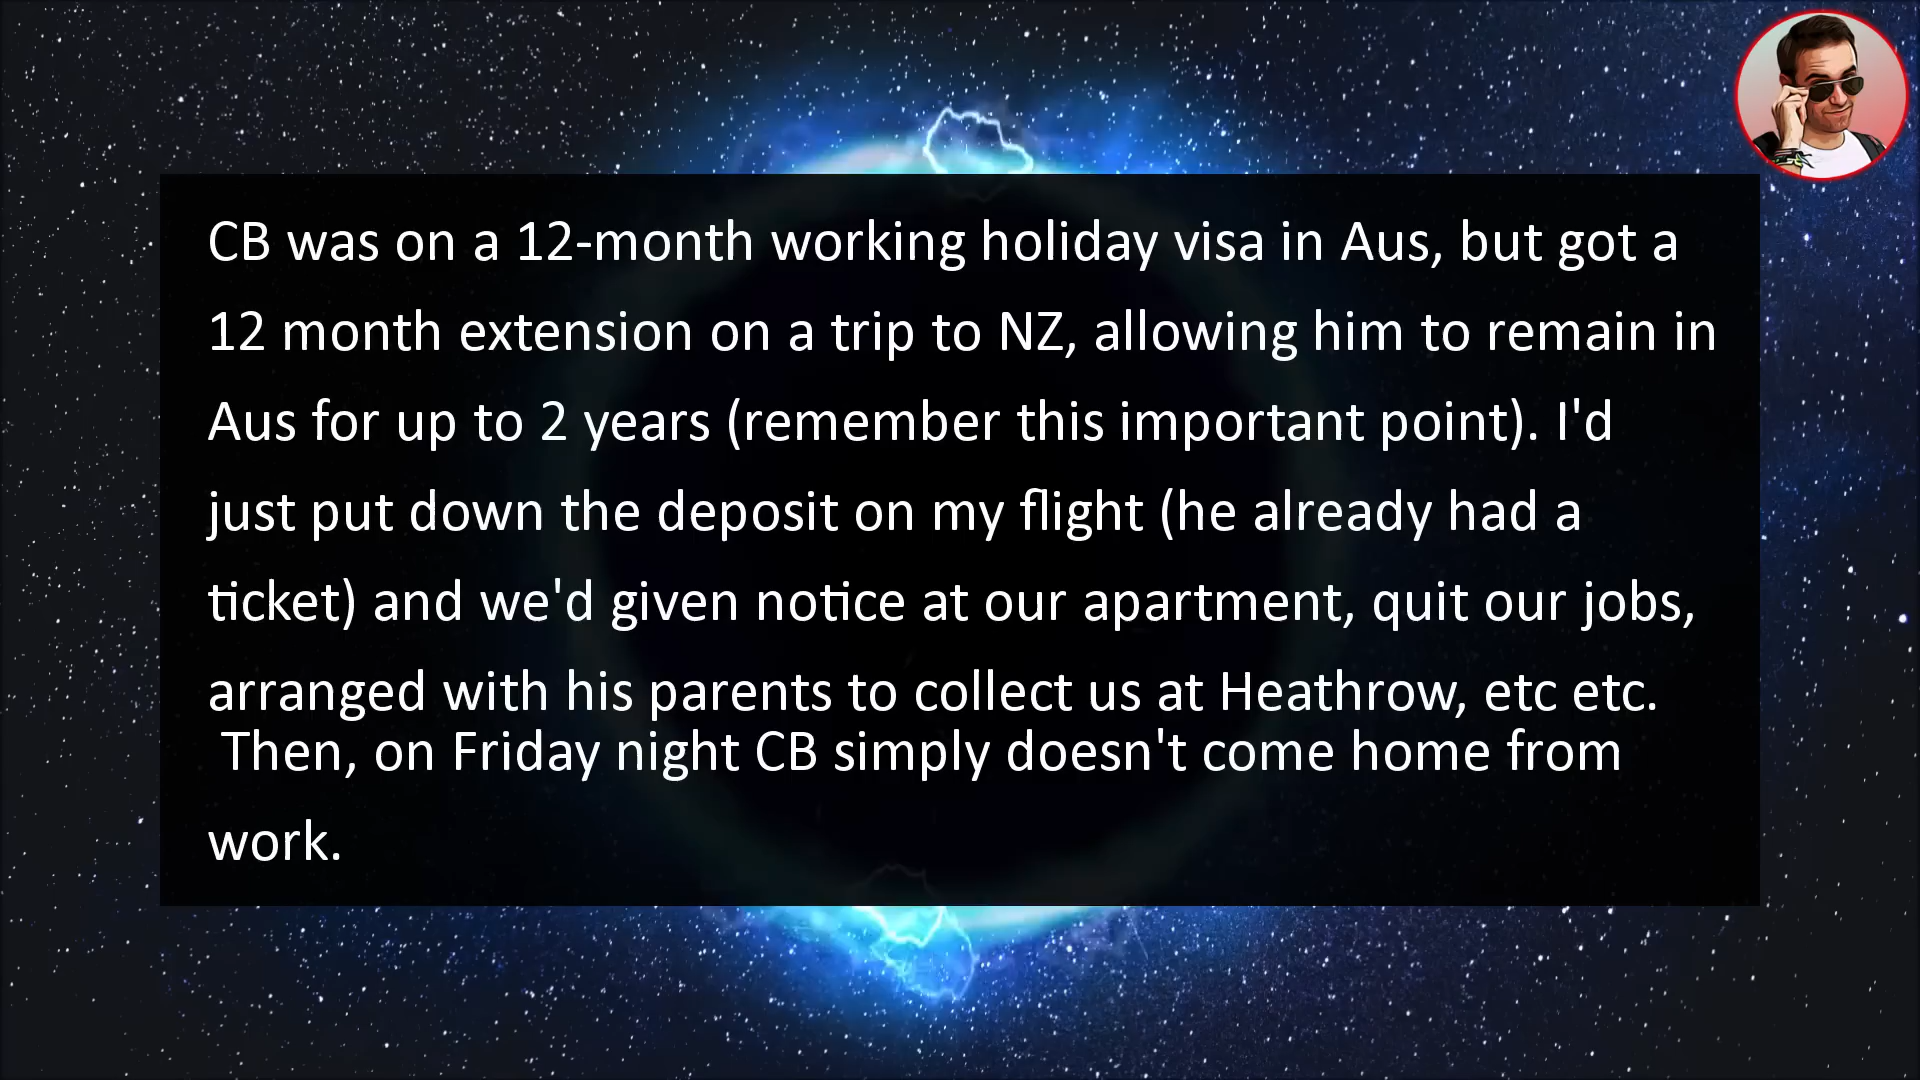 CB was on a 12-month working holiday visa in Aus, but got a
12 month extension on a trip to NZ, allowing him to remain in
Aus for up to 2 years (remember this important point). I'd
just put down the deposit on my flight (he already had a
ticket) and we'd given notice at our apartment, quit our jobs,
arranged with his parents to collect us at Heathrow, etc etc.
Then, on Friday night CB simply doesn't come home from
work.